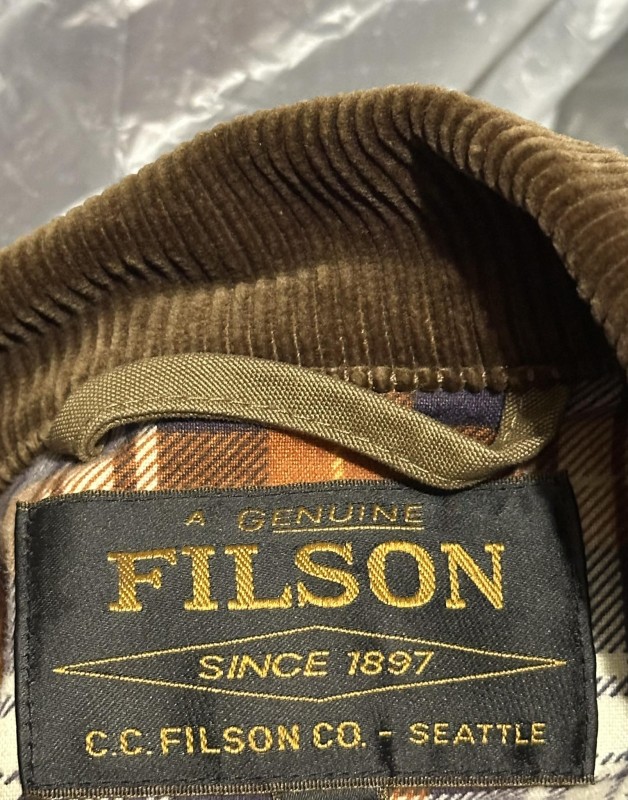 A GENUINE
FILSON
SINCE 1897
C.C. FILSON CO. - SEATTLE